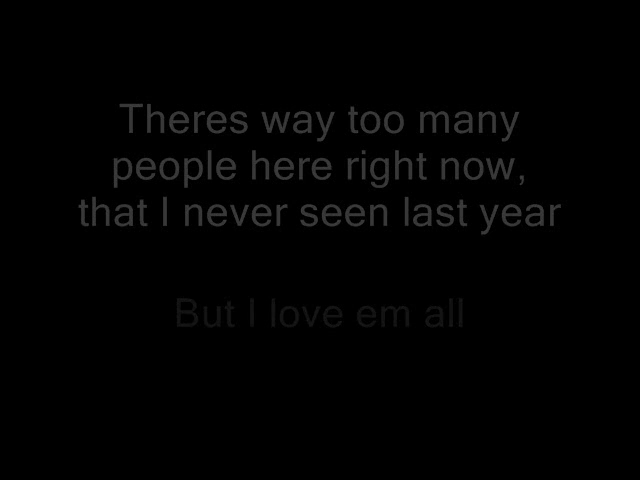 Theres way too many
people here right now,
that I never seen last year
But I love em all